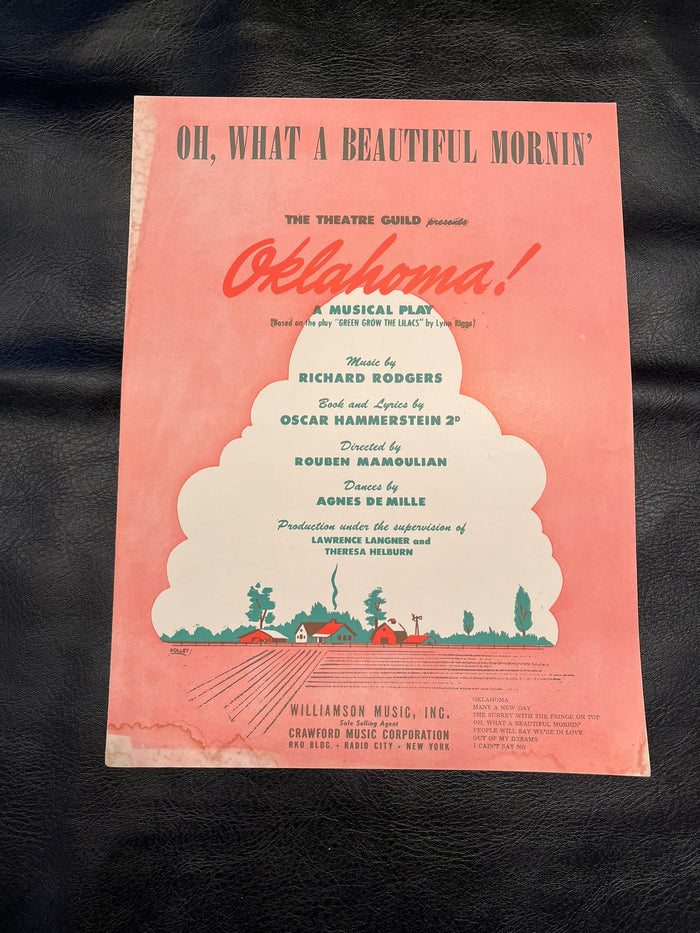 OH, WHAT A BEAUTIFUL MORNIN'
THE THEATRE GUILD presents
Oklahoma!
A MUSICAL PLAY
(Based on the play "GREEN GROW THE LILACS" by Lynn Riggs)
Music by
RICHARD RODGERS
Book and Lyrics by
OSCAR HAMMERSTEIN 2D
Directed by
ROUBEN MAMOULIAN
Dances by
AGNES DE MILLE
Production under the supervision of
LAWRENCE LANGNER and
THERESA HELBURN
HOLLEY
WILLIAMSON MUSIC, INC.
Sole Selling Agent
CRAWFORD MUSIC CORPORATION
RKO BLDG. • RADIO CITY • NEW YORK
OKLAHOMA
MANY A NEW DAY
THE SURREY WITH THE FRINGE ON TOP
OH, WHAT A BEAUTIFUL MORNIN'
PEOPLE WILL SAY WE'RE IN LOVE
OUT OF MY DREAMS
I CAIN'T SAY NO